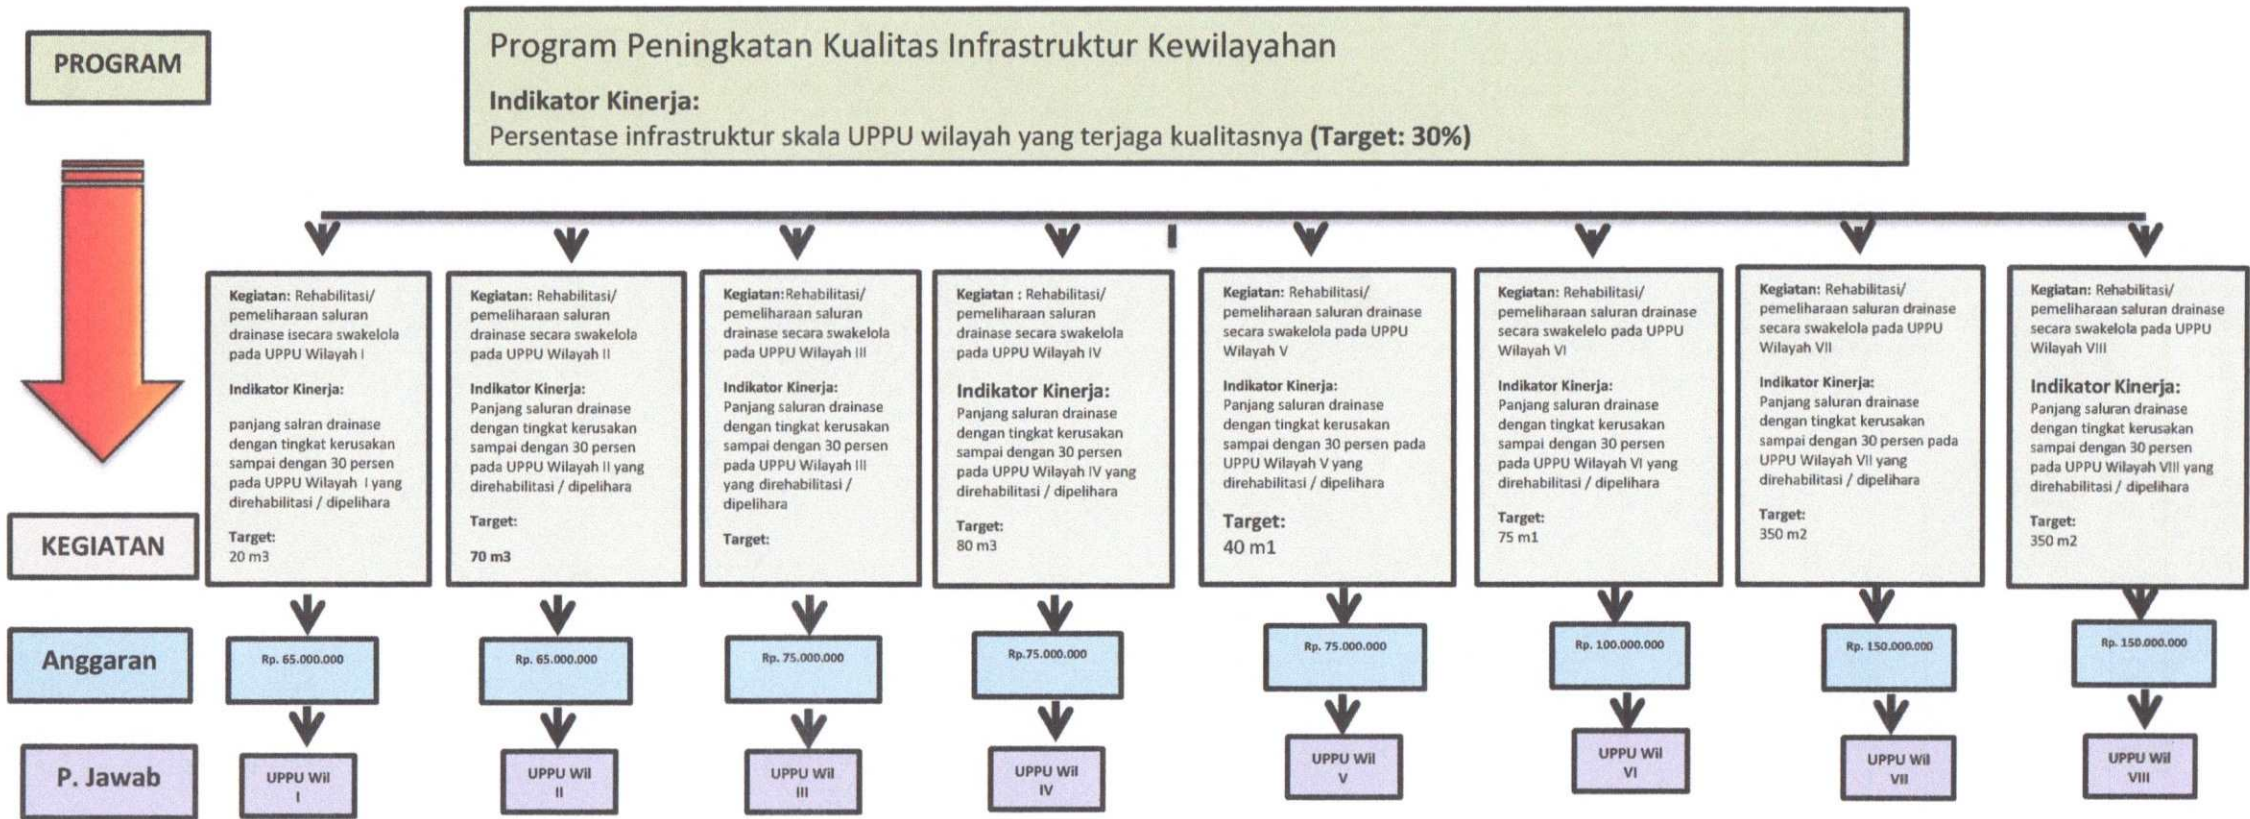 PROGRAM
Program Peningkatan Kualitas Infrastruktur Kewilayahan
Indikator Kinerja:
Persentase infrastruktur skala UPPU wilayah yang terjaga kualitasnya (Target: 30%)
KEGIATAN
Kegiatan: Rehabilitasi/
pemeliharaan saluran
drainase isecara swakelola
pada UPPU Wilayah I
Indikator Kinerja:
panjang salran drainase
dengan tingkat kerusakan
sampai dengan 30 persen
pada UPPU Wilayah I yang
direhabilitasi / dipelihara
Target:
20 m3
Kegiatan: Rehabilitasi/
pemeliharaan saluran
drainase secara swakelola
pada UPPU Wilayah II
Indikator Kinerja:
Panjang saluran drainase
dengan tingkat kerusakan
sampai dengan 30 persen
pada UPPU Wilayah II yang
direhabilitasi / dipelihara
Target:
70 m3
Kegiatan:Rehabilitasi/
pemeliharaan saluran
drainase secara swakelola
pada UPPU Wilayah III
Indikator Kinerja:
Panjang saluran drainase
dengan tingkat kerusakan
sampai dengan 30 persen
pada UPPU Wilayah III
yang direhabilitasi /
dipelihara
Target:
Kegiatan : Rehabilitasi/
pemeliharaan saluran
drainase secara swakelola
pada UPPU Wilayah IV
Indikator Kinerja:
Panjang saluran drainase
dengan tingkat kerusakan
sampai dengan 30 persen
pada UPPU Wilayah IV yang
direhabilitasi / dipelihara
Target:
80 m3
Kegiatan: Rehabilitasi/
pemeliharaan saluran drainase
secara swakelola pada UPPU
Wilayah V
Indikator Kinerja:
Panjang saluran drainase
dengan tingkat kerusakan
sampai dengan 30 persen pada
UPPU Wilayah V yang
direhabilitasi / dipelihara
Target:
40 m1
Kegiatan: Rehabilitasi/
pemeliharaan saluran drainase
secara swakelelo pada UPPU
Wilayah VI
Indikator Kinerja:
Panjang saluran drainase
dengan tingkat kerusakan
sampai dengan 30 persen
pada UPPU Wilayah VI yang
direhabilitasi / dipelihara
Target:
75 m1
Kegiatan: Rehabilitasi/
pemeliharaan saluran drainase
secara swakelola pada UPPU
Wilayah VII
Indikator Kinerja:
Panjang saluran drainase
dengan tingkat kerusakan
sampai dengan 30 persen pada
UPPU Wilayah VII yang
direhabilitasi / dipelihara
Target:
350 m2
Kegiatan: Rehabilitasi/
pemeliharaan saluran drainase
secara swakelola pada UPPU
Wilayah VIII
Indikator Kinerja:
Panjang saluran drainase
dengan tingkat kerusakan
sampai dengan 30 persen
pada UPPU Wilayah VIII yang
direhabilitasi / dipelihara
Target:
350 m2
Anggaran
Rp. 65.000.000
Rp. 65.000.000
Rp. 75.000.000
Rp.75.000.000
Rp. 75.000.000
Rp. 100.000.000
Rp. 150.000.000
Rp. 150.000.000
P. Jawab
UPPU Wil
I
UPPU Wil
II
UPPU Wil
III
UPPU Wil
IV
UPPU Wil
V
UPPU Wil
VI
UPPU Wil
VII
UPPU Wil
VIII